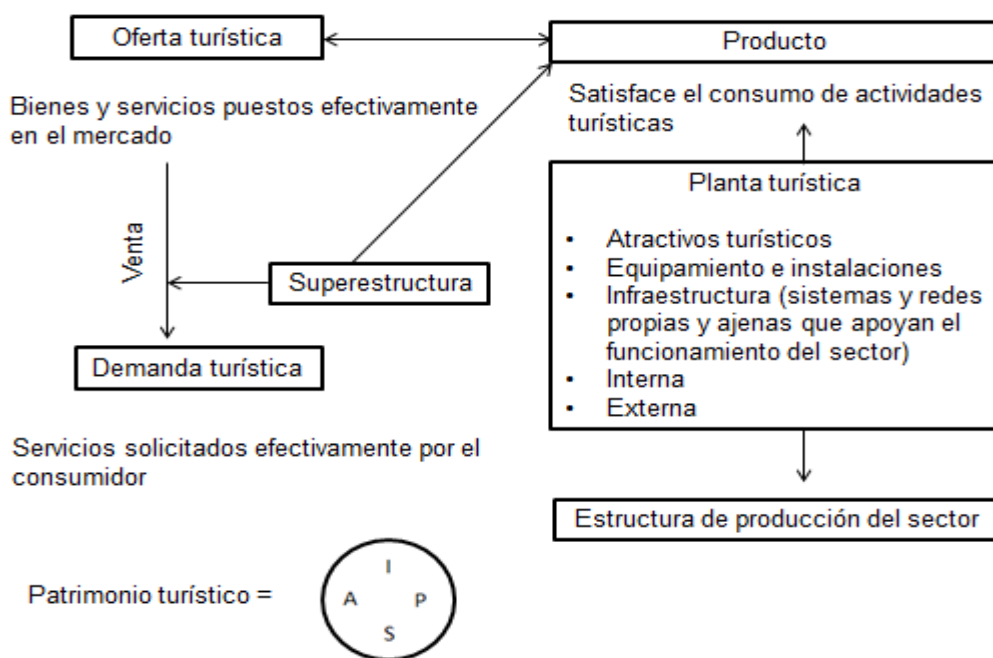 Oferta turística
Producto
Bienes y servicios puestos efectivamente
en el mercado
Satisface el consumo de actividades
turísticas
Venta
Superestructura
Planta turística
• Atractivos turísticos
• Equipamiento e instalaciones
• Infraestructura (sistemas y redes
propias y ajenas que apoyan el
funcionamiento del sector)
• Interna
• Externa
Demanda turística
Servicios solicitados efectivamente por el
consumidor
Estructura de producción del sector
Patrimonio turístico =
I
A P
S